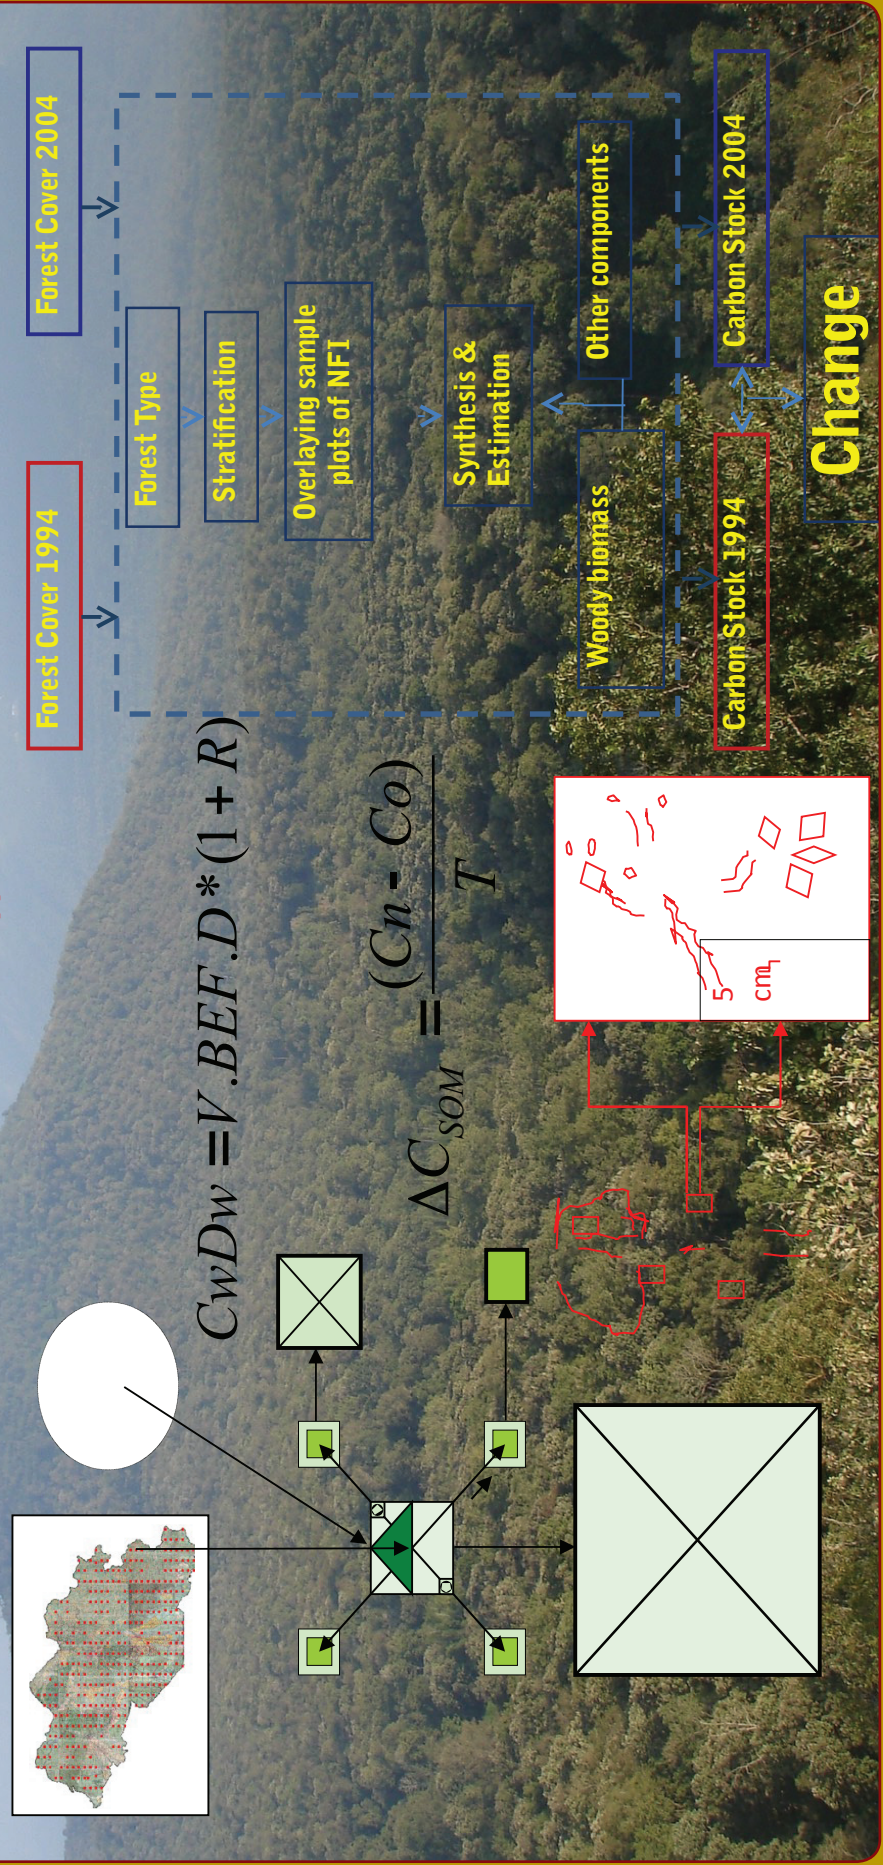 CwDw = V.BEF.D*(1+R)
ΔC_SOM = (Cn - Co)
T
5
cm
Forest Cover 1994
Forest Cover 2004
Forest Type
Stratification
Overlaying sample
plots of NFI
Synthesis &
Estimation
Woody biomass
Other components
Carbon Stock 1994
Carbon Stock 2004
Change